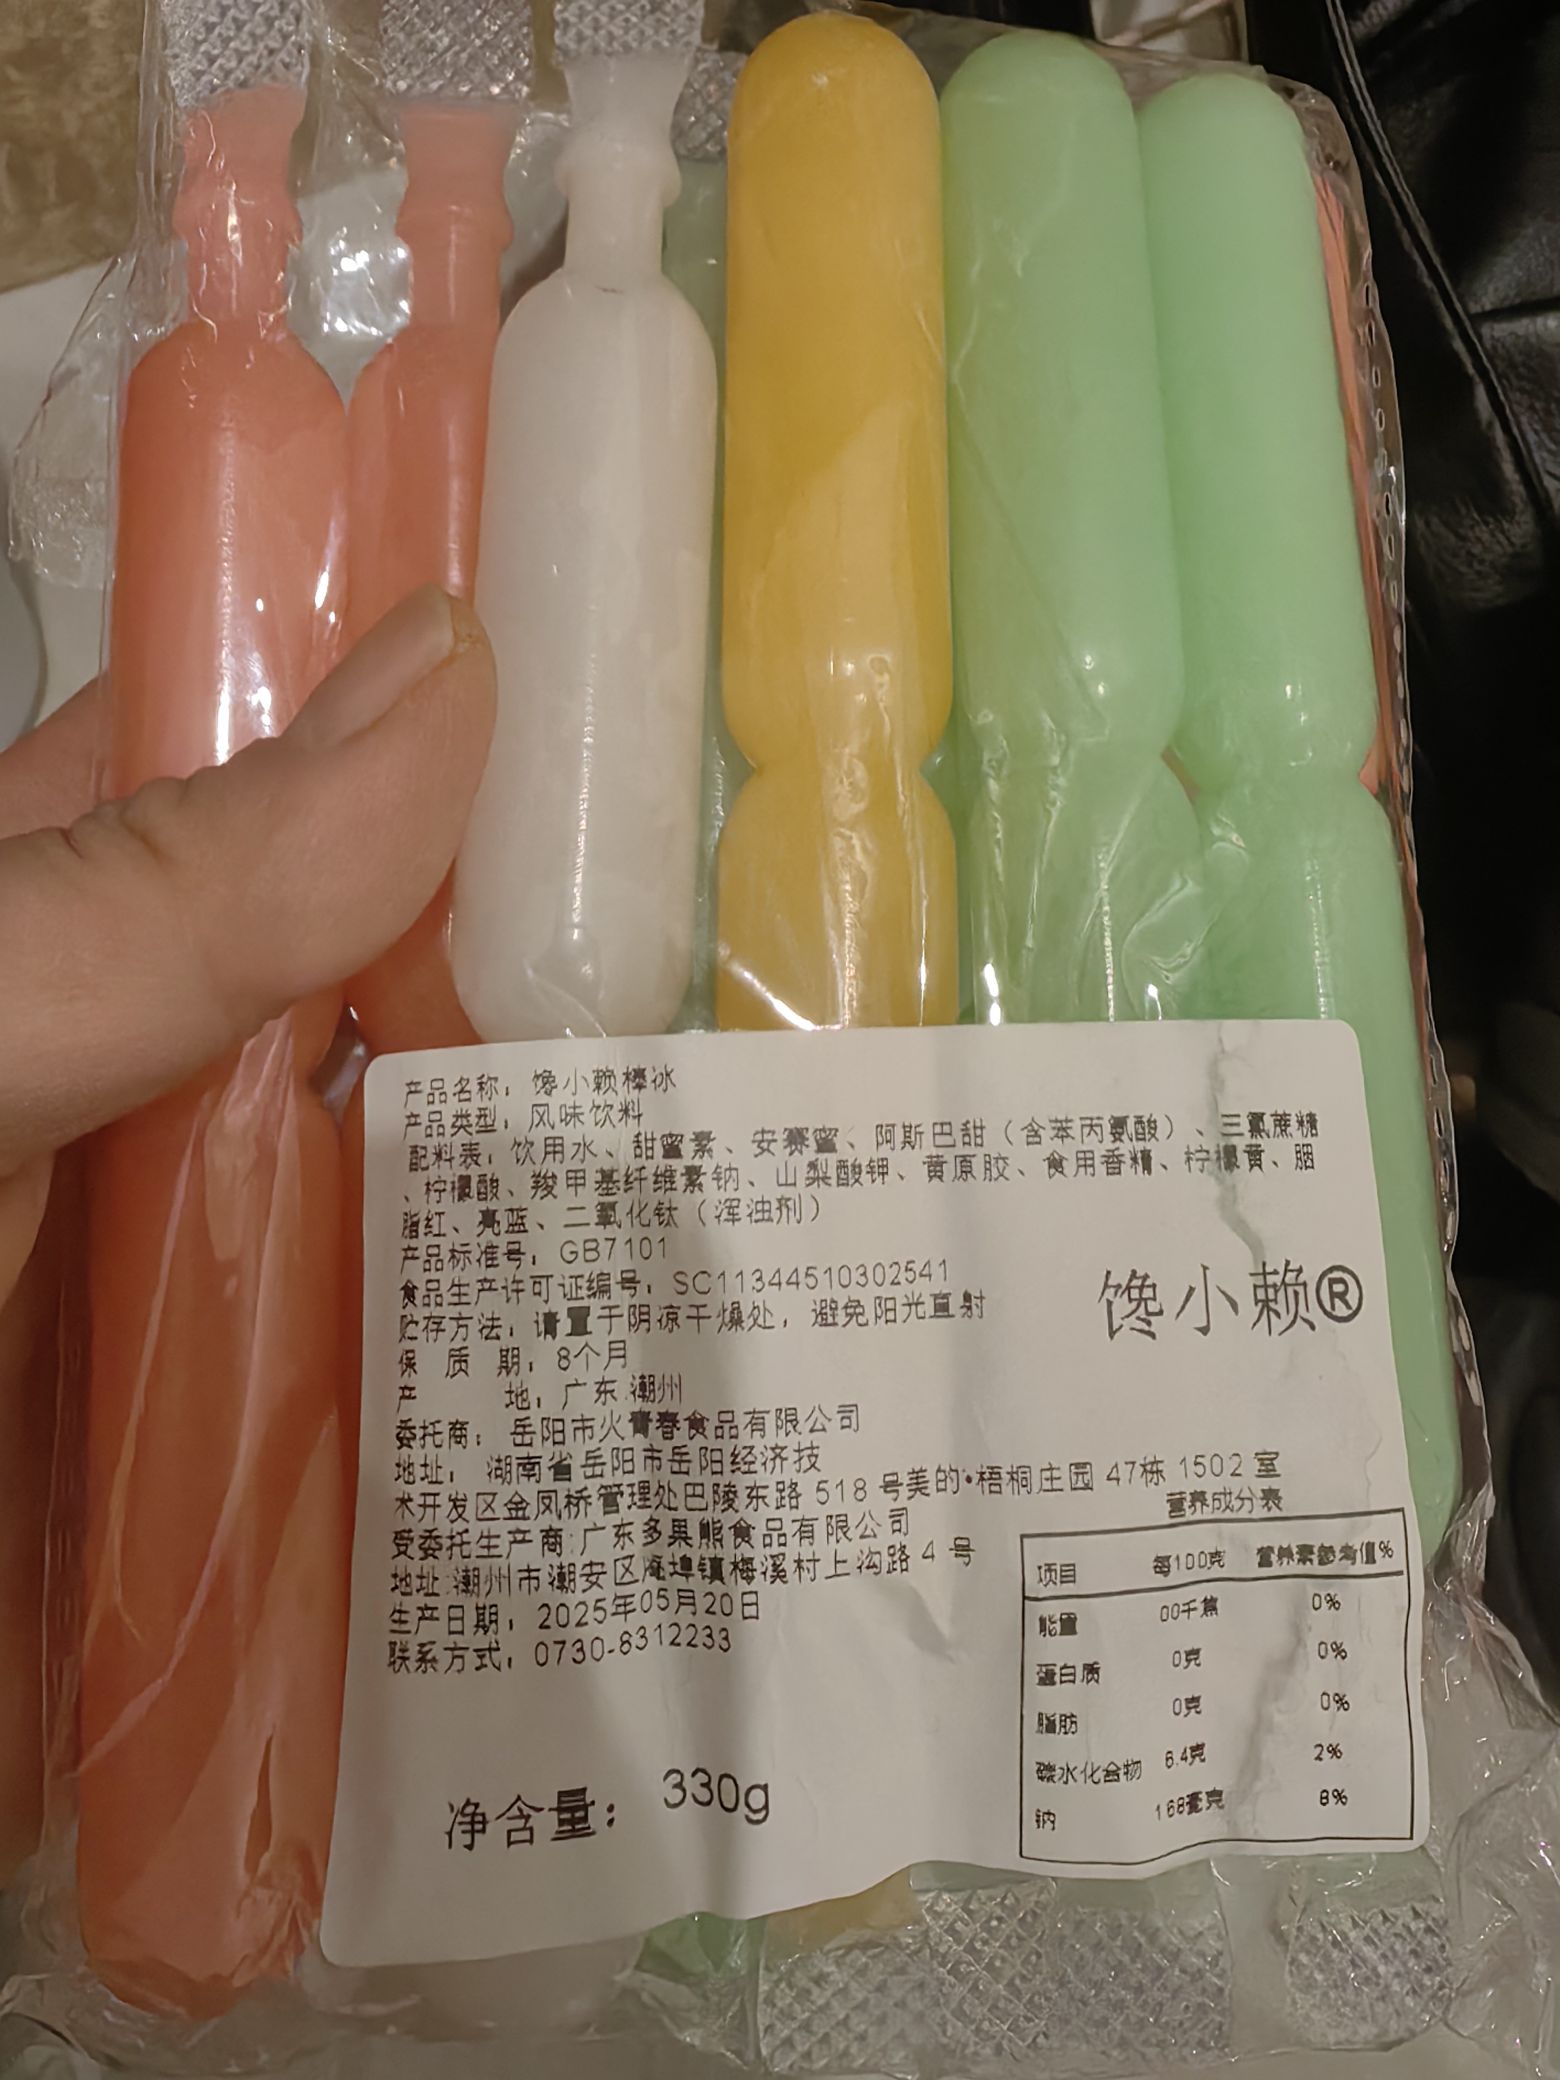 产品名称：馋小赖棒冰
产品类型：风味饮料
配料表：饮用水、甜蜜素、安赛蜜、阿斯巴甜（含苯丙氨酸）、三氯蔗糖
、柠檬酸、羧甲基纤维素钠、山梨酸钾、黄原胶、食用香精、柠檬黄、胭
脂红、亮蓝、二氧化钛（浑浊剂）
产品标准号：GB7101
食品生产许可证编号：SC11344510302541
贮存方法：请置于阴凉干燥处，避免阳光直射
保 质 期：8个月
产 地：广东 潮州
馋小赖®
委托商：岳阳市火青春食品有限公司
地址：湖南省岳阳市岳阳经济技
术开发区金凤桥管理处巴陵东路 518 号美的·梧桐庄园 47栋 1502 室
受委托生产商:广东多果熊食品有限公司
地址:潮州市潮安区庵埠镇梅溪村上沟路 4 号
生产日期：2025年05月20日
联系方式：0730-8312233
净含量： 330g
营养成分表
项目 每100克 营养素参考值%
能量 00千焦 0%
蛋白质 0克 0%
脂肪 0克 0%
碳水化合物 6.4克 2%
钠 168毫克 8%